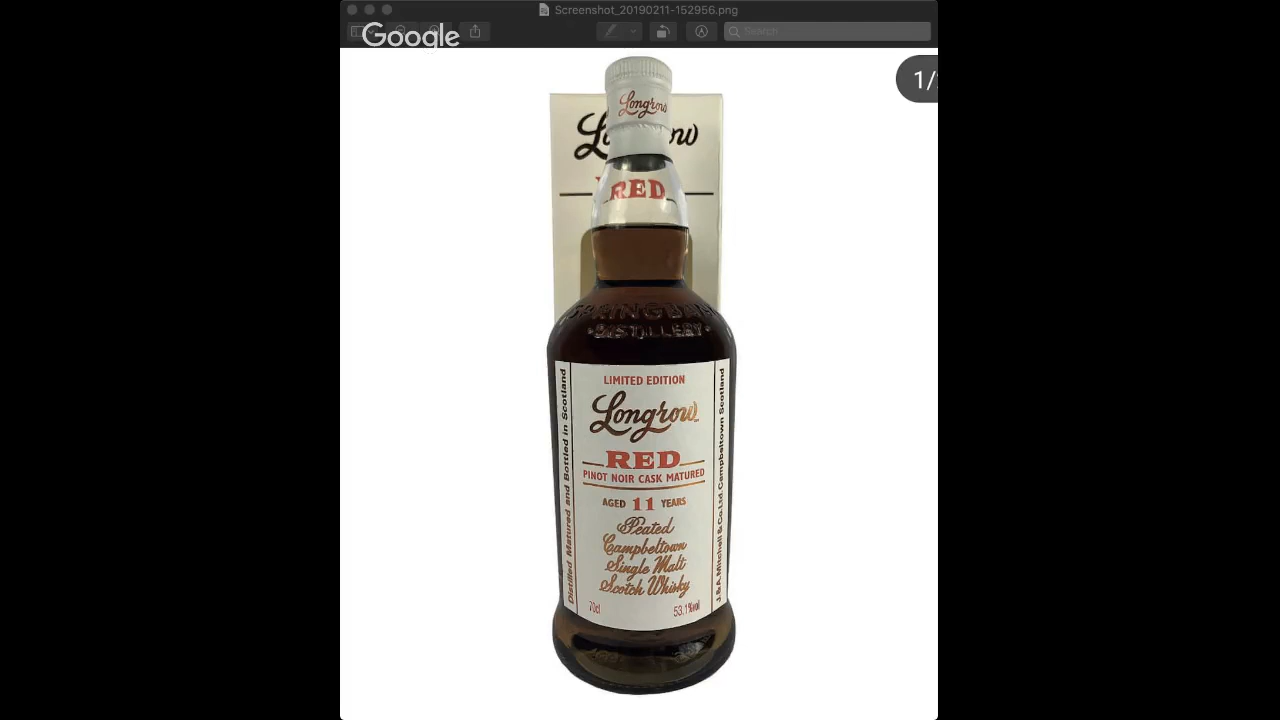 Screenshot_20190211-152956.png
Google
Search
1/
Longrow
RED
SPRINGBANK
DISTILLERY
LIMITED EDITION
Longrow
RED
PINOT NOIR CASK MATURED
AGED 11 YEARS
Peated
Campbeltown
Single Malt
Scotch Whisky
70cl 53.1%vol
Distilled Matured and Bottled in Scotland
J.&A.Mitchell & Co.Ltd.Campbeltown Scotland